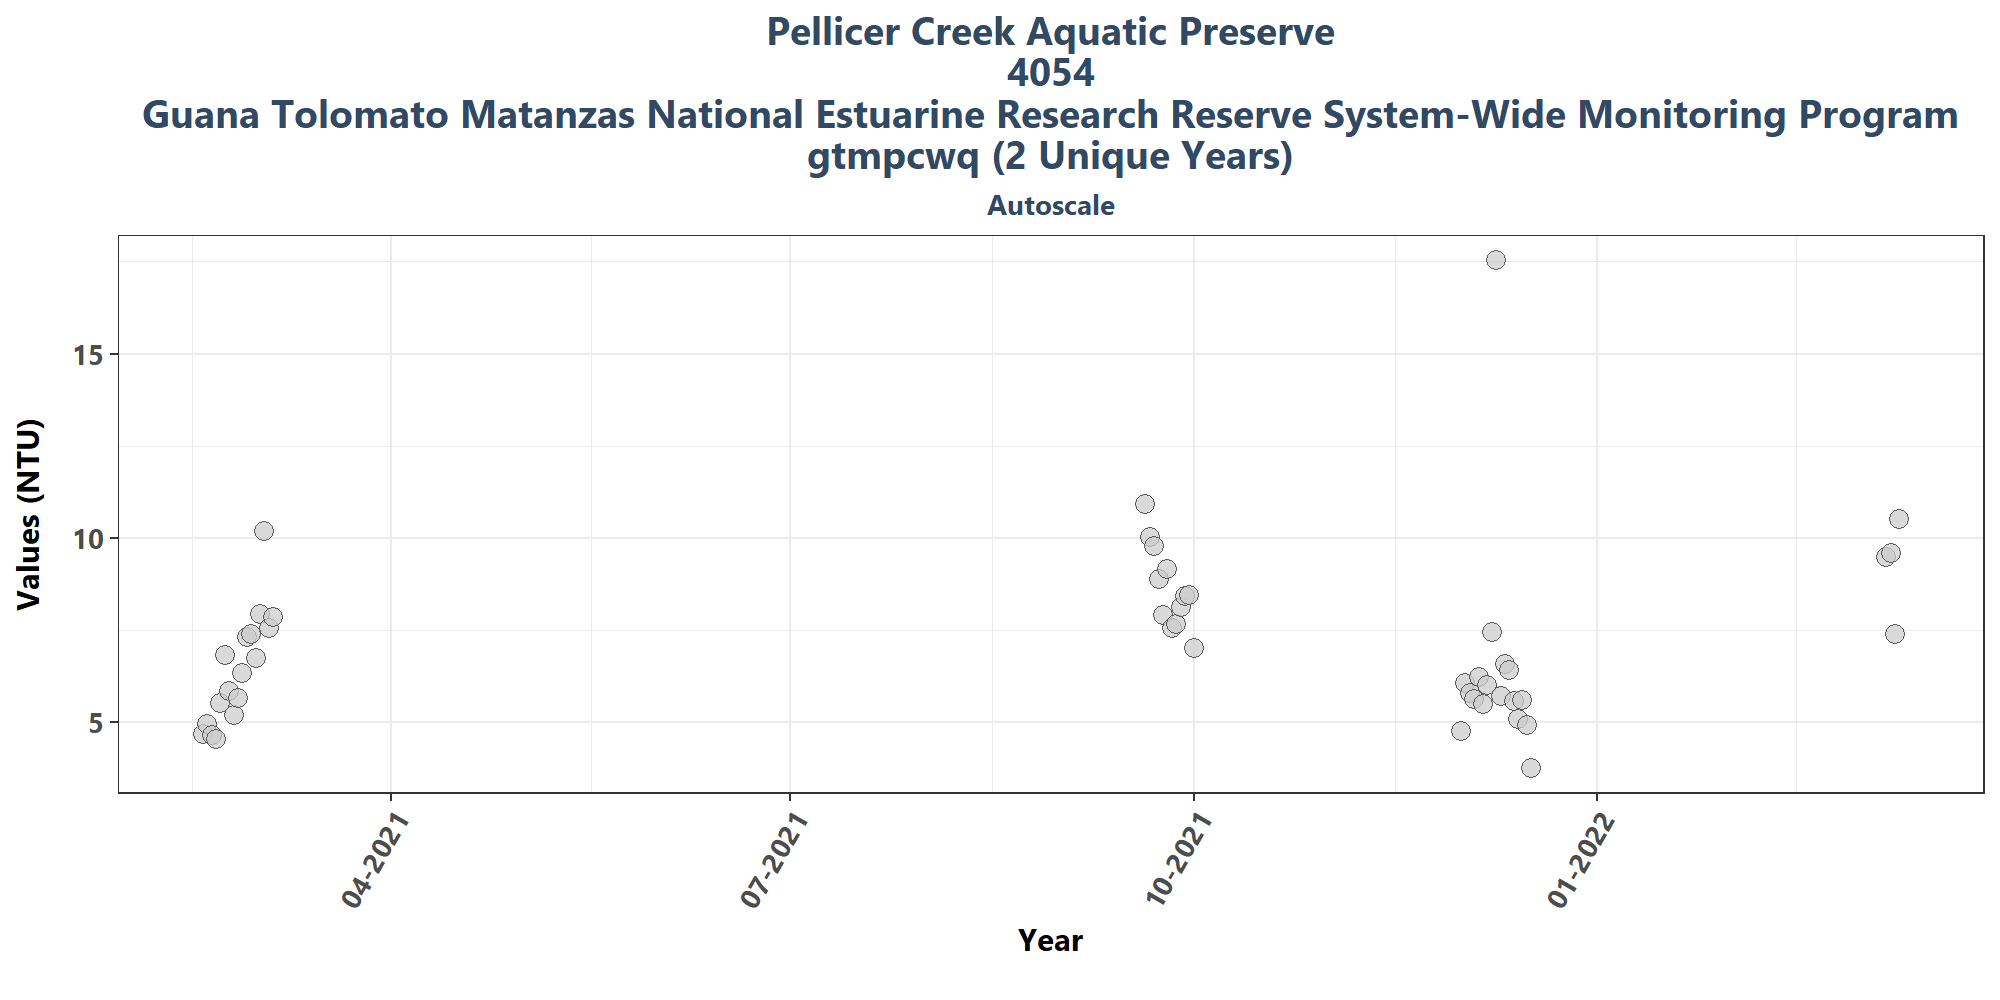 Pellicer Creek Aquatic Preserve
4054
Guana Tolomato Matanzas National Estuarine Research Reserve System-Wide Monitoring Program
gtmpcwq (2 Unique Years)
Autoscale
Values (NTU)
15
10
5
04-2021
07-2021
10-2021
01-2022
Year